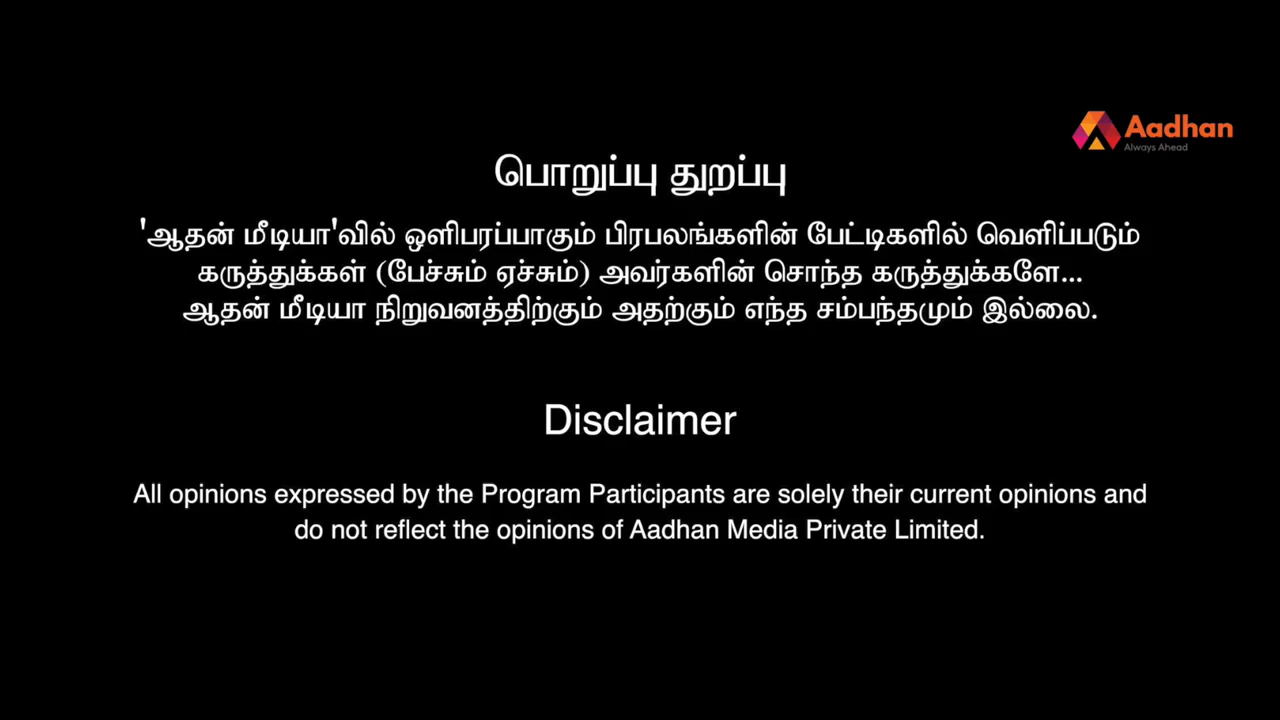 Aadhan
Always Ahead
பொறுப்பு துறப்பு
'ஆதன் மீடியா'வில் ஒளிபரப்பாகும் பிரபலங்களின் பேட்டிகளில் வெளிப்படும்
கருத்துக்கள் (பேச்சும் ஏச்சும்) அவர்களின் சொந்த கருத்துக்களே...
ஆதன் மீடியா நிறுவனத்திற்கும் அதற்கும் எந்த சம்பந்தமும் இல்லை.
Disclaimer
All opinions expressed by the Program Participants are solely their current opinions and
do not reflect the opinions of Aadhan Media Private Limited.